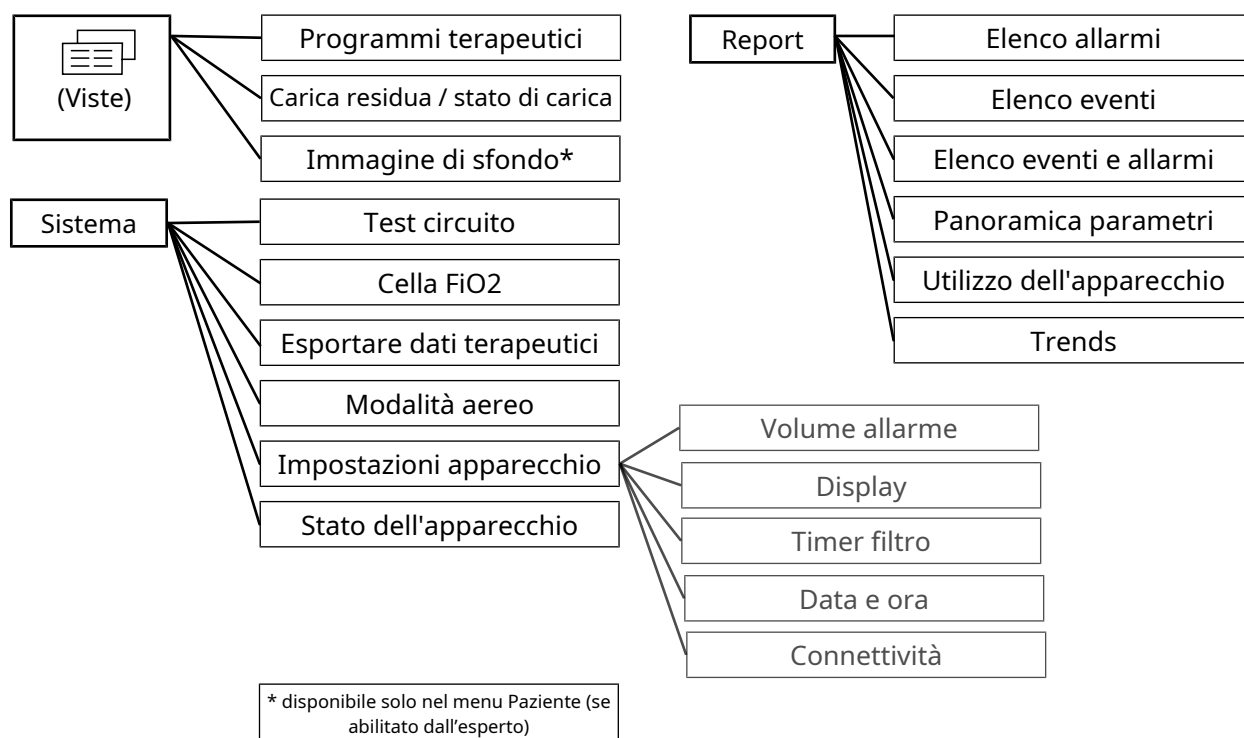 (Viste)
Programmi terapeutici
Carica residua / stato di carica
Immagine di sfondo*
Sistema
Test circuito
Cella FiO2
Esportare dati terapeutici
Modalità aereo
Impostazioni apparecchio
Stato dell'apparecchio
Volume allarme
Display
Timer filtro
Data e ora
Connettività
Report
Elenco allarmi
Elenco eventi
Elenco eventi e allarmi
Panoramica parametri
Utilizzo dell'apparecchio
Trends
* disponibile solo nel menu Paziente (se
abilitato dall’esperto)